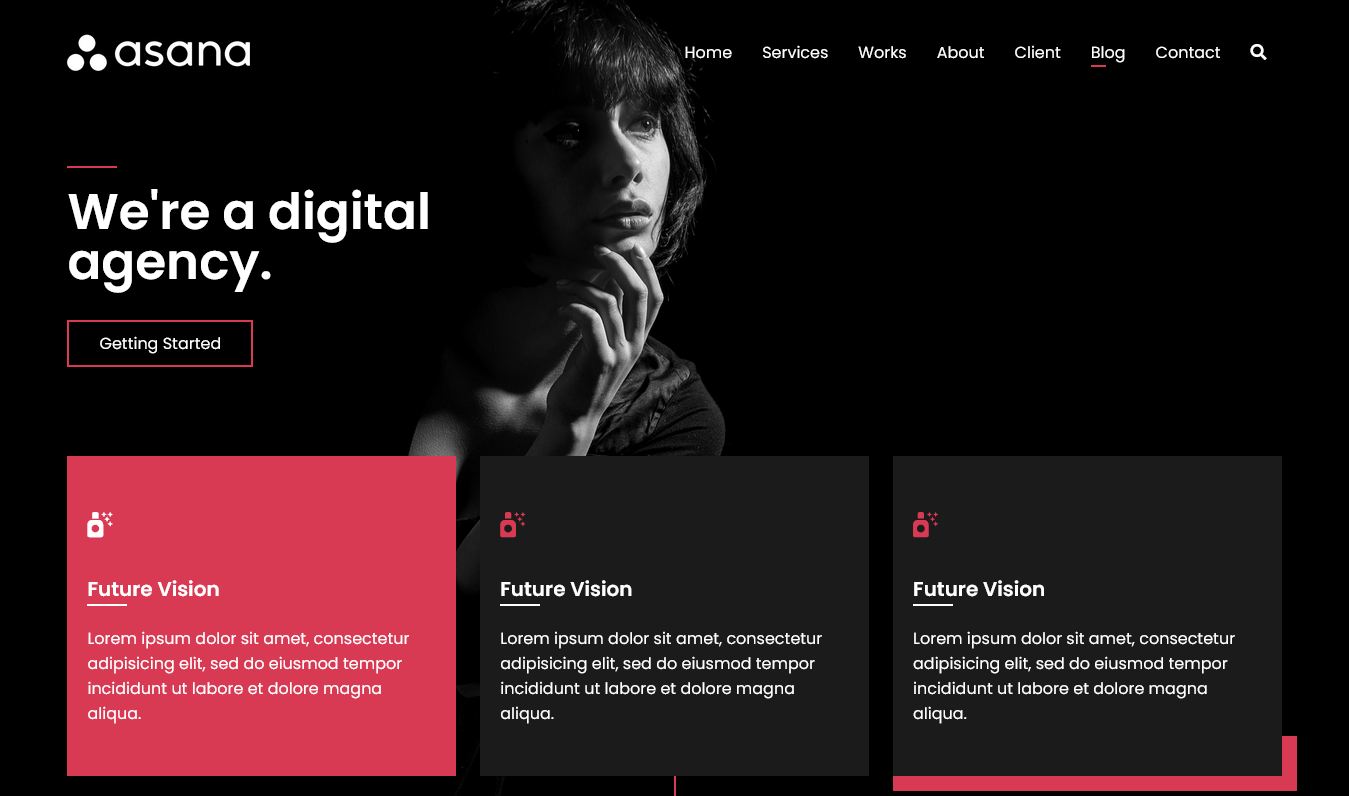 asana
Home Services Works About Client Blog Contact
We're a digital
agency.
Getting Started
Future Vision
Lorem ipsum dolor sit amet, consectetur
adipisicing elit, sed do eiusmod tempor
incididunt ut labore et dolore magna
aliqua.
Future Vision
Lorem ipsum dolor sit amet, consectetur
adipisicing elit, sed do eiusmod tempor
incididunt ut labore et dolore magna
aliqua.
Future Vision
Lorem ipsum dolor sit amet, consectetur
adipisicing elit, sed do eiusmod tempor
incididunt ut labore et dolore magna
aliqua.